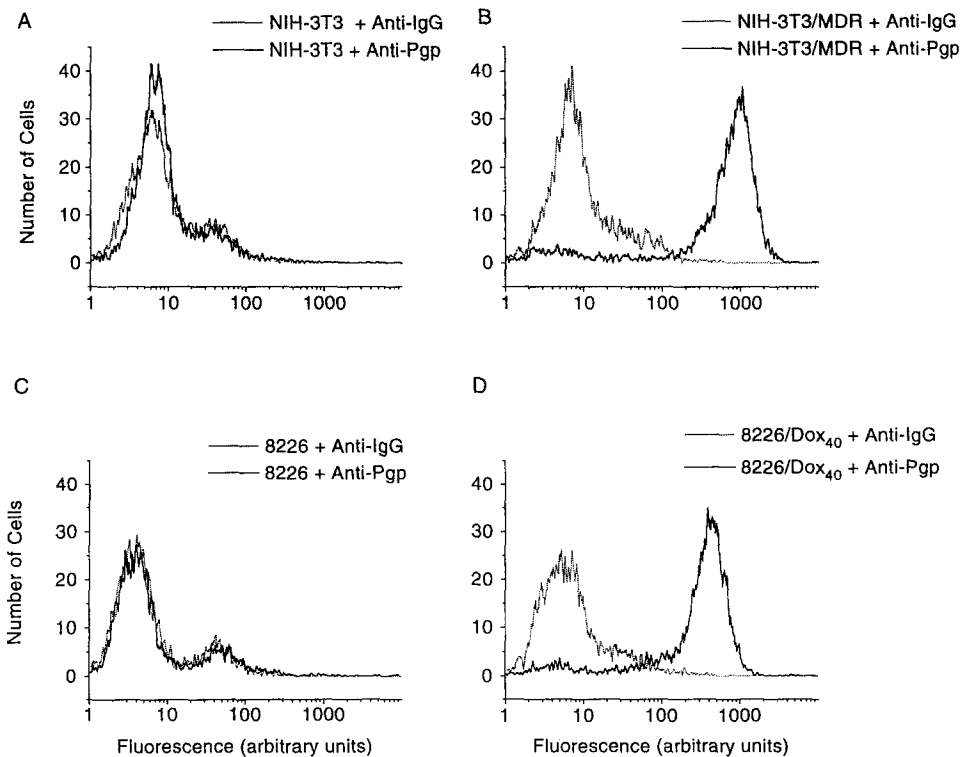 A
NIH-3T3 + Anti-IgG
NIH-3T3 + Anti-Pgp
40
30
20
10
0
Number of Cells
1 10 100 1000
B
NIH-3T3/MDR + Anti-IgG
NIH-3T3/MDR + Anti-Pgp
40
30
20
10
0
1 10 100 1000
C
8226 + Anti-IgG
8226 + Anti-Pgp
40
30
20
10
0
Number of Cells
1 10 100 1000
Fluorescence (arbitrary units)
D
8226/Dox40 + Anti-IgG
8226/Dox40 + Anti-Pgp
40
30
20
10
0
1 10 100 1000
Fluorescence (arbitrary units)